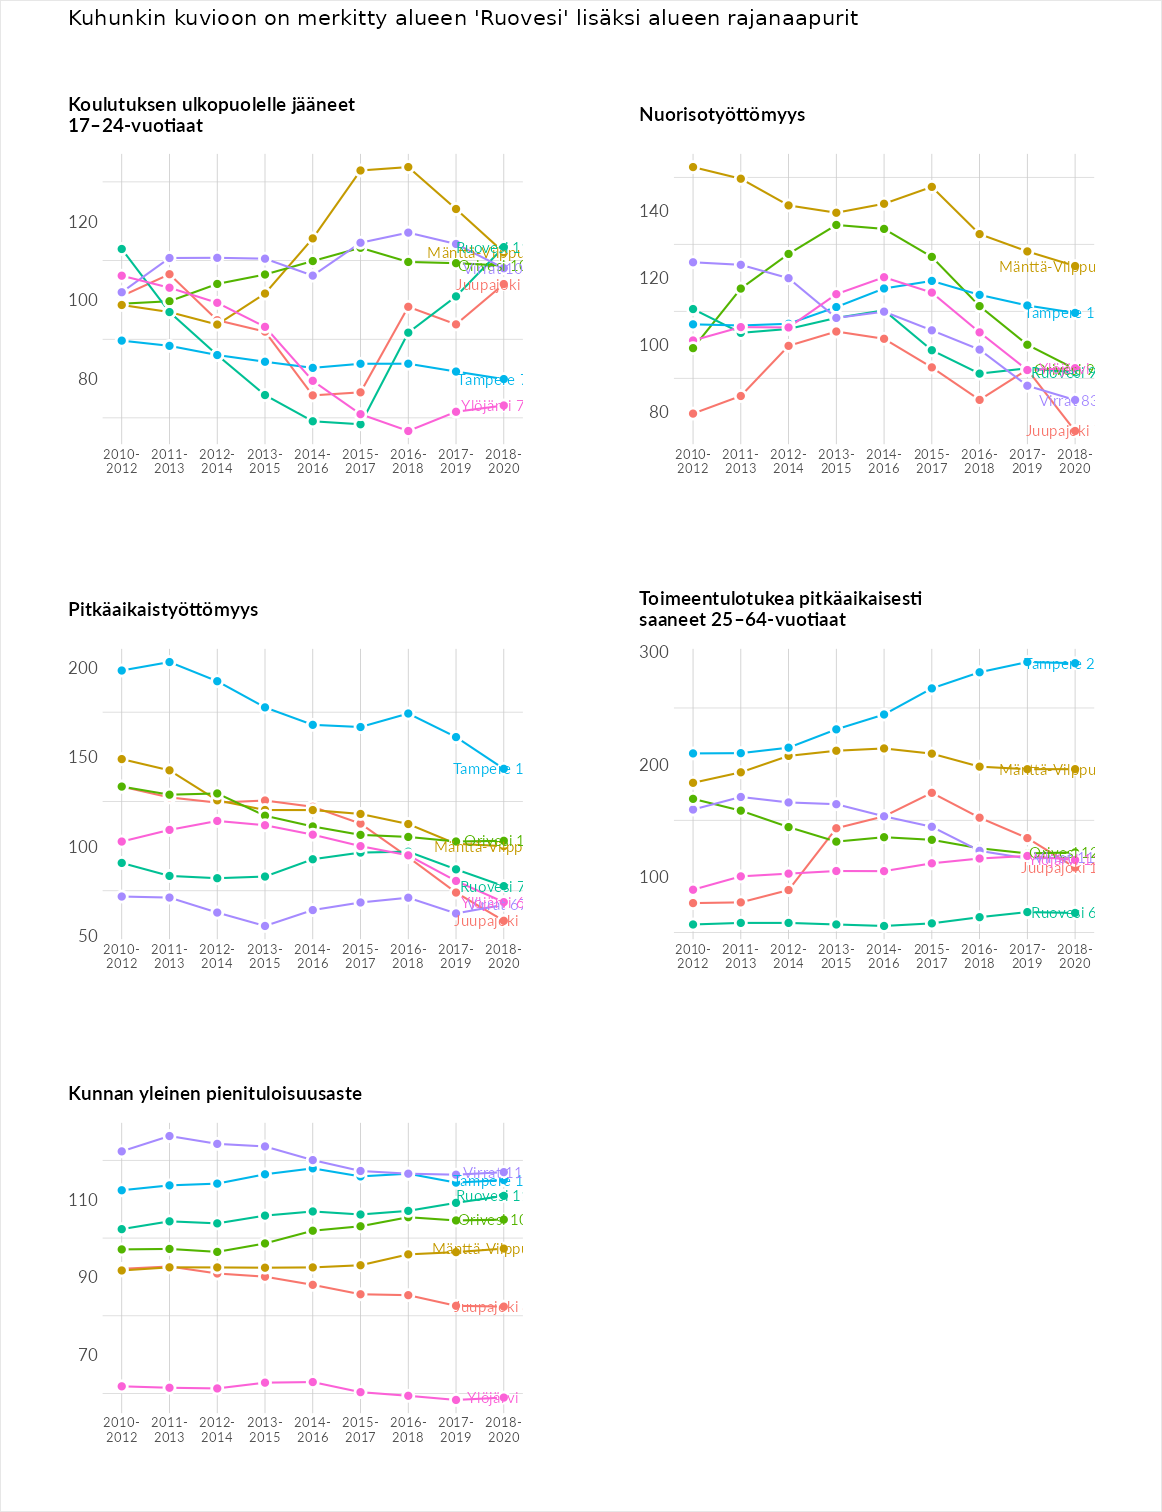 Kuhunkin kuvioon on merkitty alueen 'Ruovesi' lisäksi alueen rajanaapurit
Koulutuksen ulkopuolelle jääneet
17–24-vuotiaat
120
100
80
Ruovesi 1
Mänttä-Vilppu
Orivesi 10
Juupajoki
Tampere 7
Ylöjärvi 7
2010- 2011- 2012- 2013- 2014- 2015- 2016- 2017- 2018-
2012 2013 2014 2015 2016 2017 2018 2019 2020
Nuorisotyöttömyys
140
120
100
80
Mänttä-Vilppu
Tampere 1
Ruovesi 9
Virrat 83
Juupajoki
2010- 2011- 2012- 2013- 2014- 2015- 2016- 2017- 2018-
2012 2013 2014 2015 2016 2017 2018 2019 2020
Pitkäaikaistyöttömyys
200
150
100
50
Tampere 1
Orivesi 1
Mänttä-Vilpp
Ruovesi 7
Juupajoki
2010- 2011- 2012- 2013- 2014- 2015- 2016- 2017- 2018-
2012 2013 2014 2015 2016 2017 2018 2019 2020
Toimeentulotukea pitkäaikaisesti
saaneet 25–64-vuotiaat
300
200
100
Tampere 2
Mänttä-Vilppu
Orivesi 12
Juupajoki 1
Ruovesi 6
2010- 2011- 2012- 2013- 2014- 2015- 2016- 2017- 2018-
2012 2013 2014 2015 2016 2017 2018 2019 2020
Kunnan yleinen pienituloisuusaste
110
90
70
Virrat 11
Tampere 1
Ruovesi 1
Orivesi 10
Mänttä-Vilppu
Juupajoki
Ylöjärvi
2010- 2011- 2012- 2013- 2014- 2015- 2016- 2017- 2018-
2012 2013 2014 2015 2016 2017 2018 2019 2020